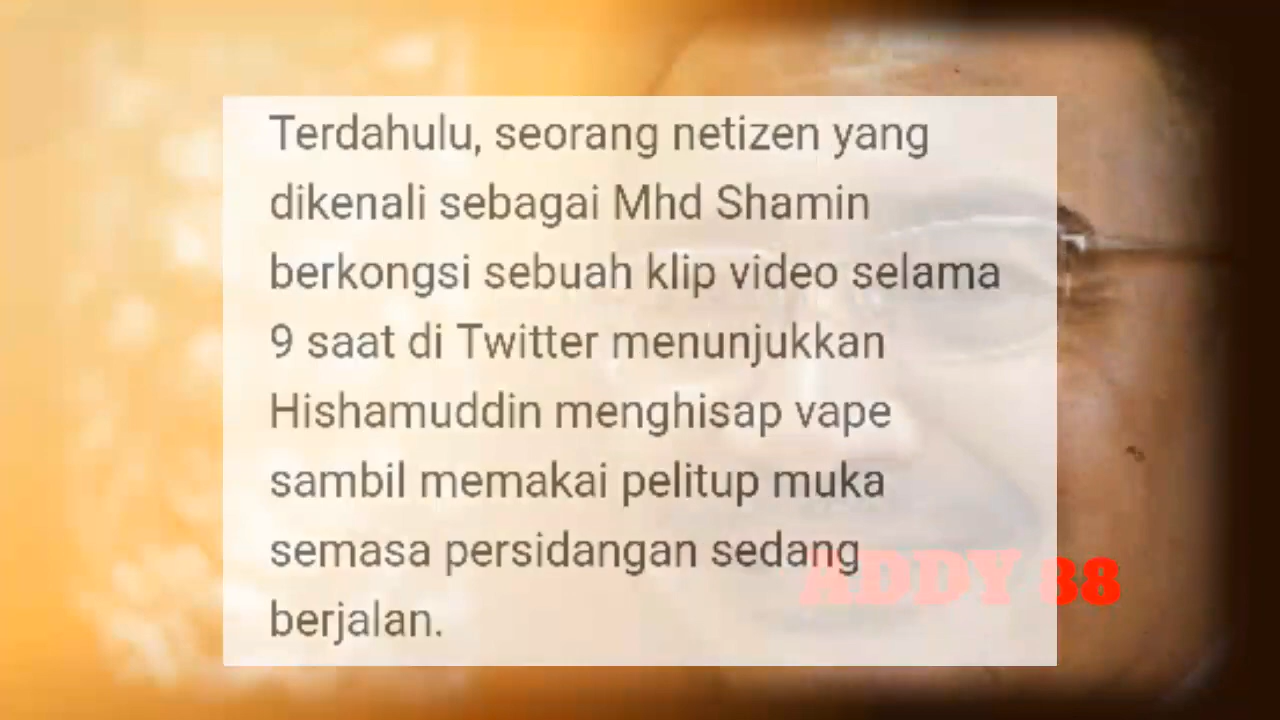 Terdahulu, seorang netizen yang
dikenali sebagai Mhd Shamin
berkongsi sebuah klip video selama
9 saat di Twitter menunjukkan
Hishamuddin menghisap vape
sambil memakai pelitup muka
semasa persidangan sedang
berjalan.
ADDY 88